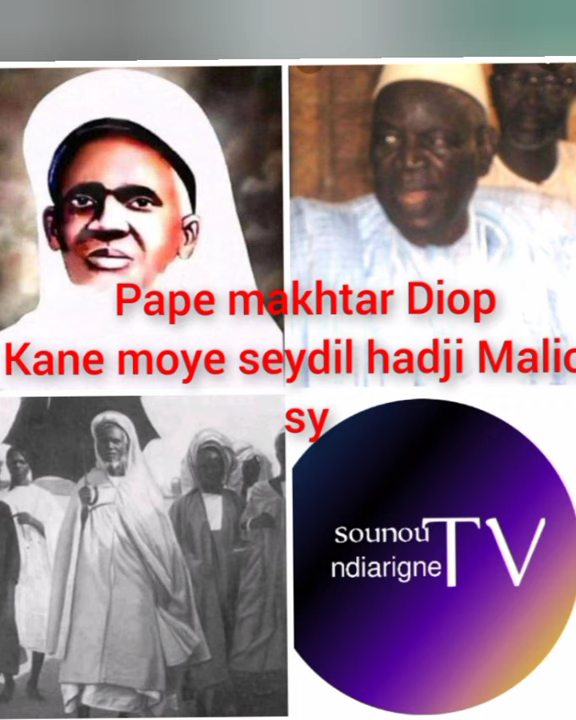 Pape makhtar Diop
Kane moye seydil hadji Malic
sy
sounou TV
ndiarigne